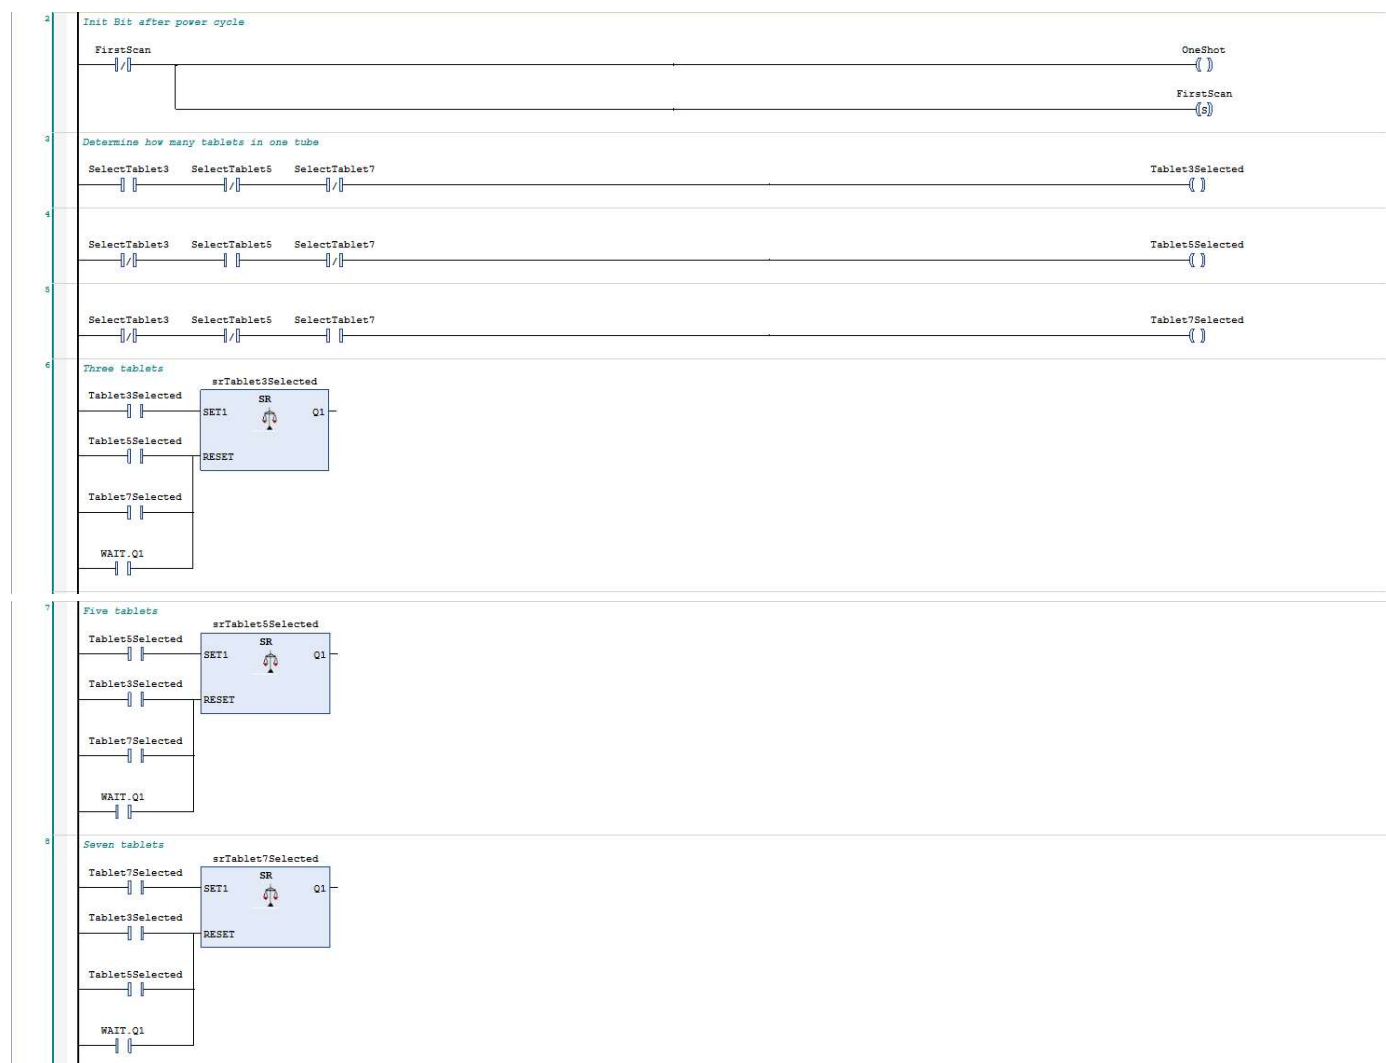 2
Init Bit after power cycle
FirstScan OneShot
/ ( )
FirstScan
(S)
3
Determine how many tablets in one tube
SelectTablet3 SelectTablet5 SelectTablet7 Tablet3Selected
/ / ( )
4
SelectTablet3 SelectTablet5 SelectTablet7 Tablet5Selected
/ / ( )
5
SelectTablet3 SelectTablet5 SelectTablet7 Tablet7Selected
/ / ( )
6
Three tablets
srTablet3Selected
Tablet3Selected SR
SET1 Q1
Tablet5Selected
RESET
Tablet7Selected
WAIT.Q1
7
Five tablets
srTablet5Selected
Tablet5Selected SR
SET1 Q1
Tablet3Selected
RESET
Tablet7Selected
WAIT.Q1
8
Seven tablets
srTablet7Selected
Tablet7Selected SR
SET1 Q1
Tablet3Selected
RESET
Tablet5Selected
WAIT.Q1